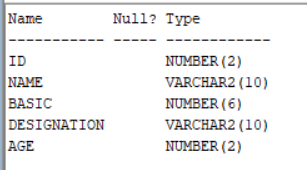 Name Null? Type
----------- ----- ------------
ID NUMBER(2)
NAME VARCHAR2(10)
BASIC NUMBER(6)
DESIGNATION VARCHAR2(10)
AGE NUMBER(2)